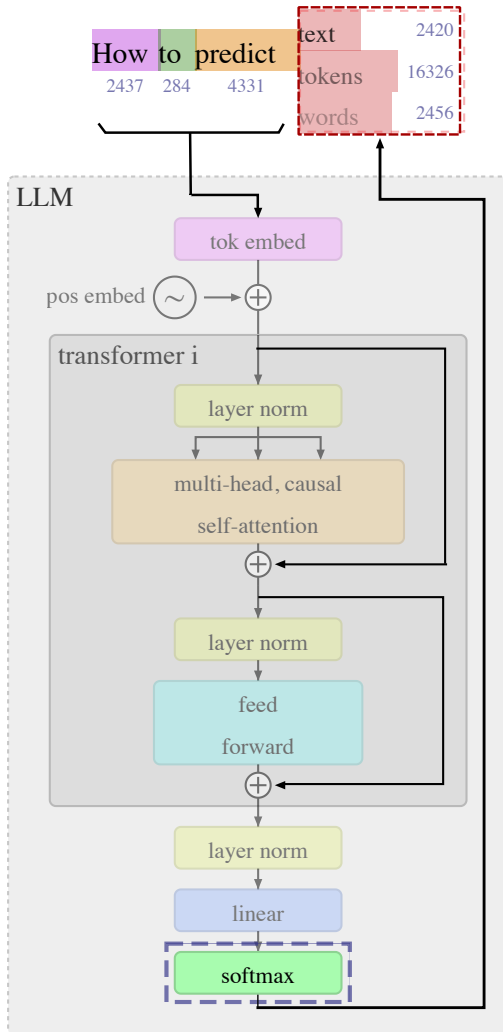 How to predict text 2420
2437 284 4331
tokens 16326
words 2456
LLM
tok embed
pos embed ~ +
transformer i
layer norm
multi-head, causal
self-attention
+
layer norm
feed
forward
+
layer norm
linear
softmax